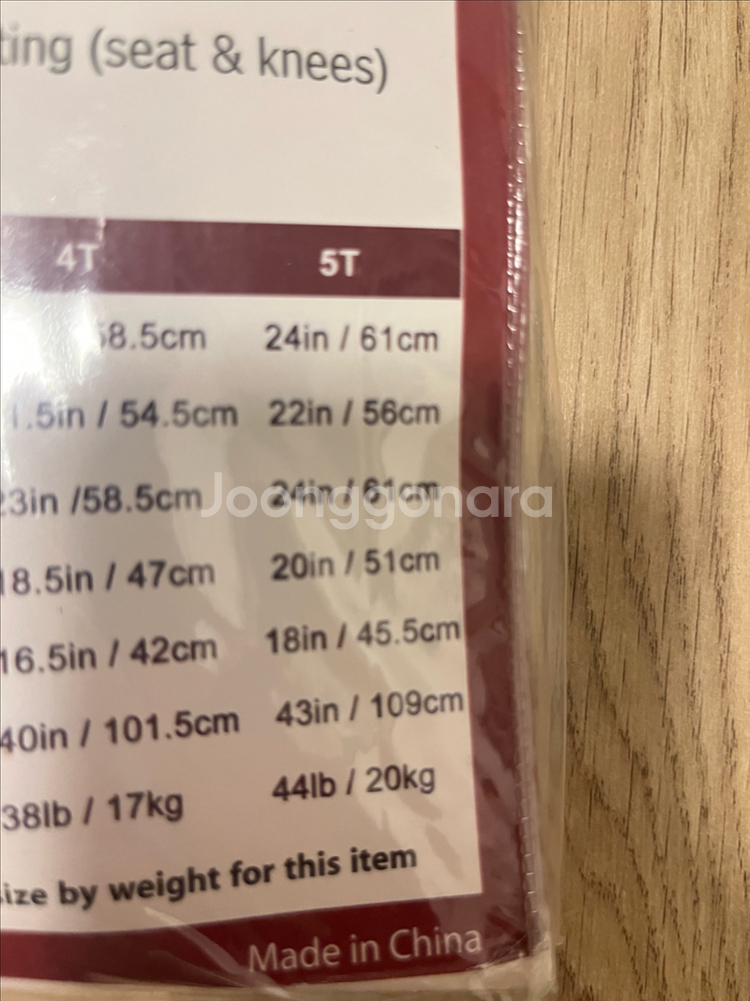 ting (seat & knees)
4T 5T
58.5cm 24in / 61cm
1.5in / 54.5cm 22in / 56cm
23in /58.5cm 24in / 61cm
Joonggonara
18.5in / 47cm 20in / 51cm
16.5in / 42cm 18in / 45.5cm
40in / 101.5cm 43in / 109cm
38lb / 17kg 44lb / 20kg
size by weight for this item
Made in China